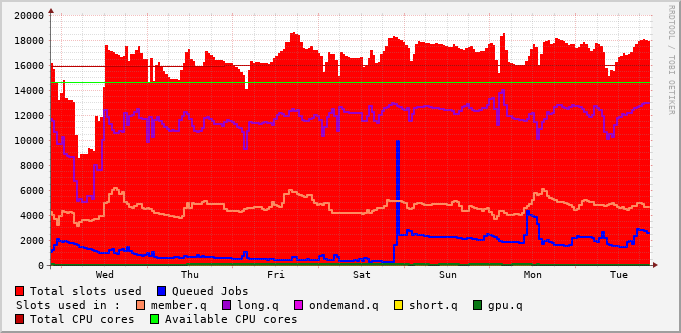 20000
18000
16000
14000
12000
10000
8000
6000
4000
2000
0
Wed Thu Fri Sat Sun Mon Tue
RRDTOOL / TOBI OETIKER
Total slots used Queued Jobs
Slots used in : member.q long.q ondemand.q short.q gpu.q
Total CPU cores Available CPU cores